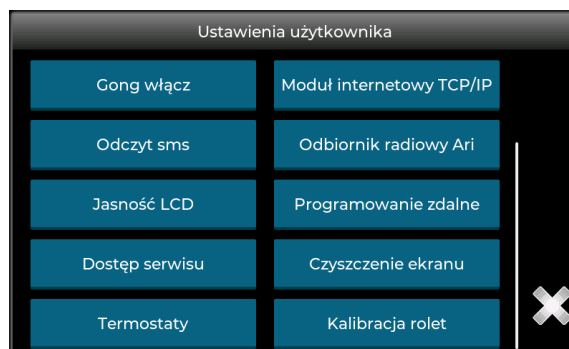 Ustawienia użytkownika
Gong włącz
Moduł internetowy TCP/IP
Odczyt sms
Odbiornik radiowy Ari
Jasność LCD
Programowanie zdalne
Dostęp serwisu
Czyszczenie ekranu
Termostaty
Kalibracja rolet